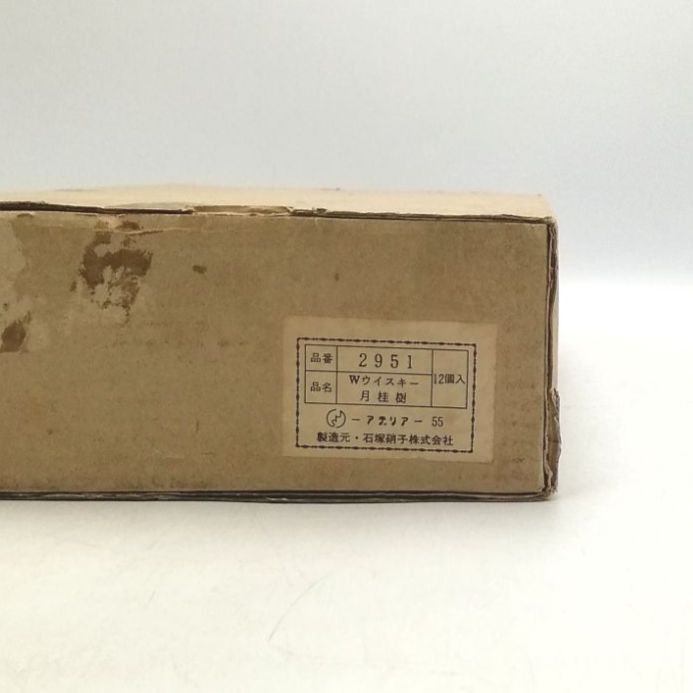 品番 2951
品名 Wウイスキー
月桂樹
12個入
-アデリア- 55
製造元・石塚硝子株式会社